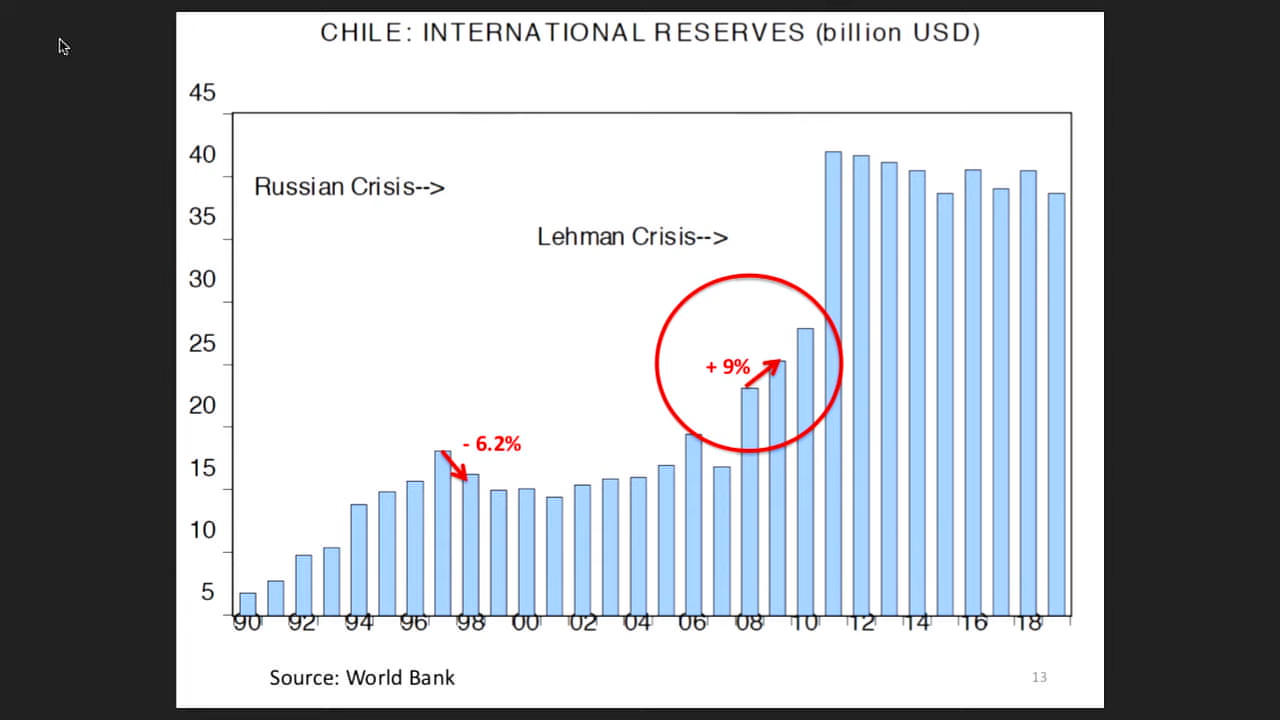 CHILE: INTERNATIONAL RESERVES (billion USD)
45
40
Russian Crisis-->
35
Lehman Crisis-->
30
25
+ 9%
20
- 6.2%
15
10
5
90 92 94 96 98 00 02 04 06 08 10 12 14 16 18
Source: World Bank
13